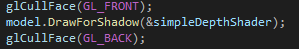 glCullFace(GL_FRONT);
model.DrawForShadow(&simpleDepthShader);
glCullFace(GL_BACK);